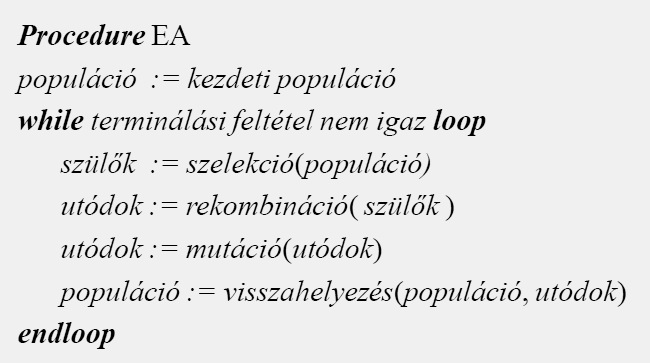 Procedure EA
populáció := kezdeti populáció
while terminálási feltétel nem igaz loop
szülők := szelekció(populáció)
utódok := rekombináció( szülők )
utódok := mutáció(utódok)
populáció := visszahelyezés(populáció, utódok)
endloop